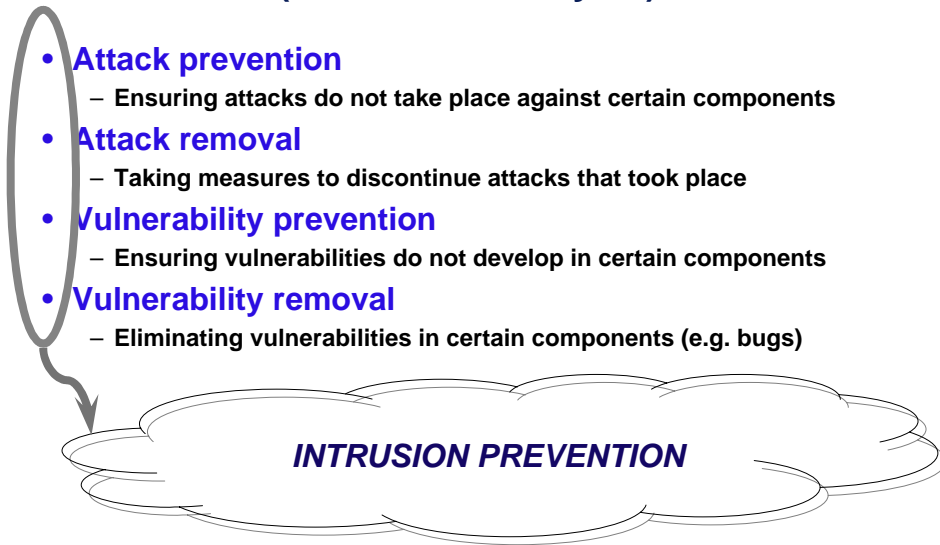 • Attack prevention
– Ensuring attacks do not take place against certain components
• Attack removal
– Taking measures to discontinue attacks that took place
• Vulnerability prevention
– Ensuring vulnerabilities do not develop in certain components
• Vulnerability removal
– Eliminating vulnerabilities in certain components (e.g. bugs)
INTRUSION PREVENTION